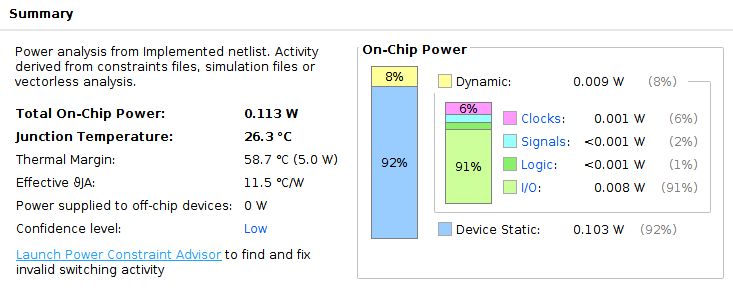 Summary
Power analysis from Implemented netlist. Activity
derived from constraints files, simulation files or
vectorless analysis.
Total On-Chip Power: 0.113 W
Junction Temperature: 26.3 °C
Thermal Margin: 58.7 °C (5.0 W)
Effective ϑJA: 11.5 °C/W
Power supplied to off-chip devices: 0 W
Confidence level: Low
Launch Power Constraint Advisor to find and fix
invalid switching activity
On-Chip Power
8%
92%
Dynamic: 0.009 W (8%)
6%
91%
Clocks: 0.001 W (6%)
Signals: <0.001 W (2%)
Logic: <0.001 W (1%)
I/O: 0.008 W (91%)
Device Static: 0.103 W (92%)